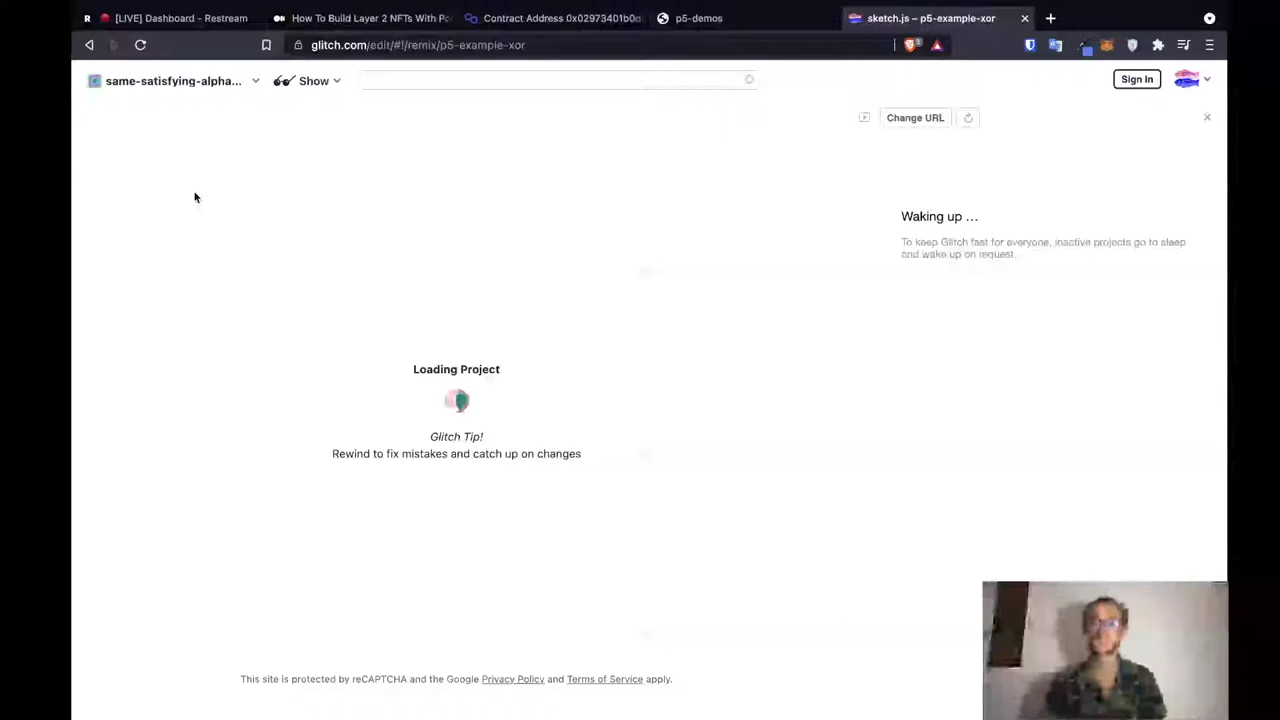 [LIVE] Dashboard - Restream
How To Build Layer 2 NFTs With Po
Contract Address 0x02973401b0d
p5-demos
sketch.js – p5-example-xor
glitch.com/edit/#!/remix/p5-example-xor
same-satisfying-alpha...
Show
Sign In
Change URL
Waking up ...
To keep Glitch fast for everyone, inactive projects go to sleep
and wake up on request.
Loading Project
Glitch Tip!
Rewind to fix mistakes and catch up on changes
This site is protected by reCAPTCHA and the Google Privacy Policy and Terms of Service apply.